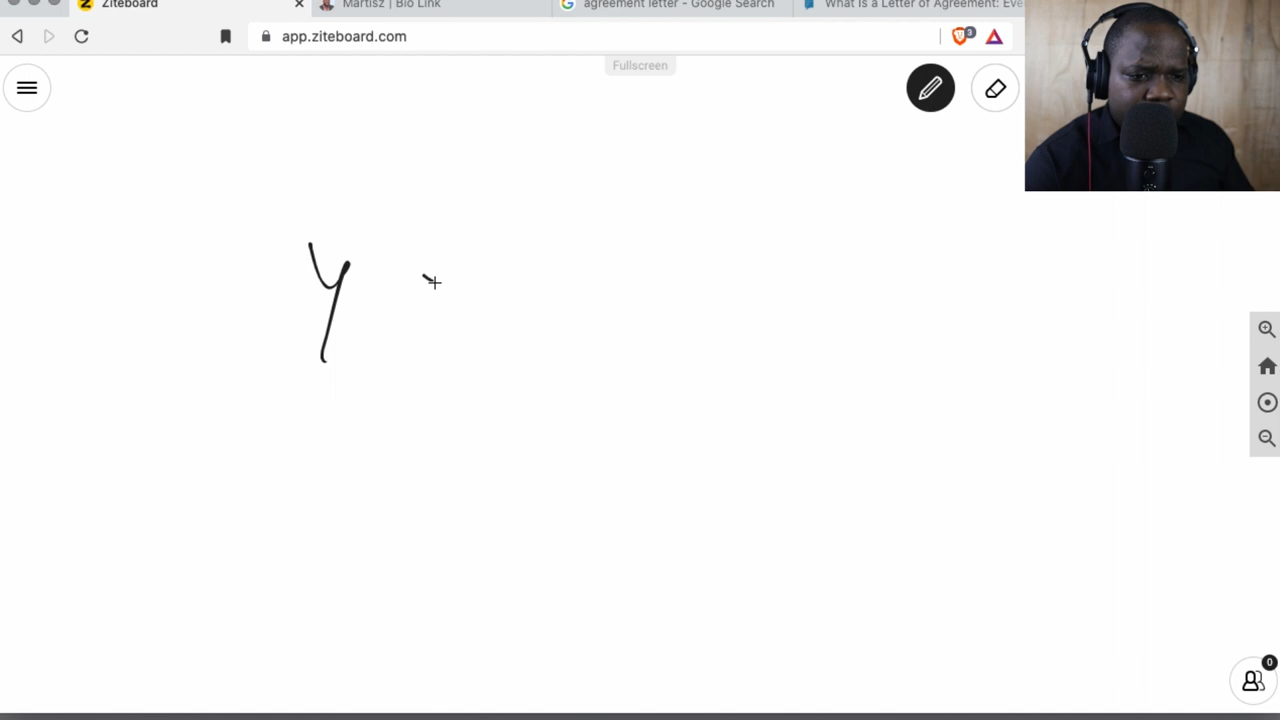 Ziteboard
Martisz | Bio Link
agreement letter - Google Search
What Is a Letter of Agreement: Eve
app.ziteboard.com
3
Fullscreen
y
0